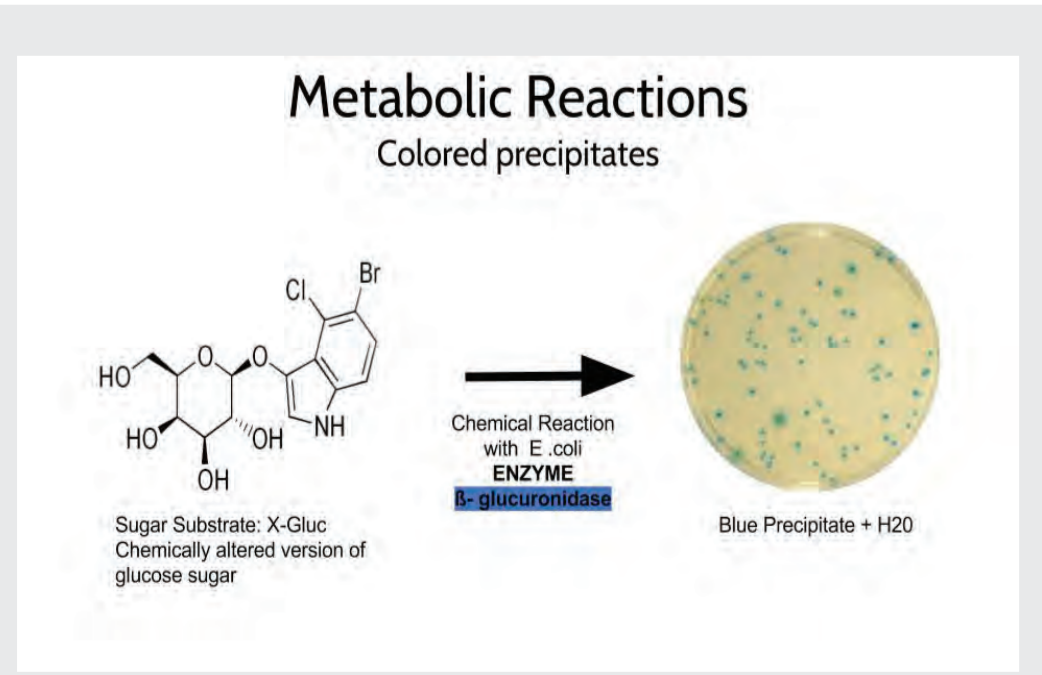 Metabolic Reactions
Colored precipitates
Br
Cl
O
O
HO
HO
OH
NH
OH
Chemical Reaction
with E .coli
ENZYME
ß- glucuronidase
Sugar Substrate: X-Gluc
Chemically altered version of
glucose sugar
Blue Precipitate + H20